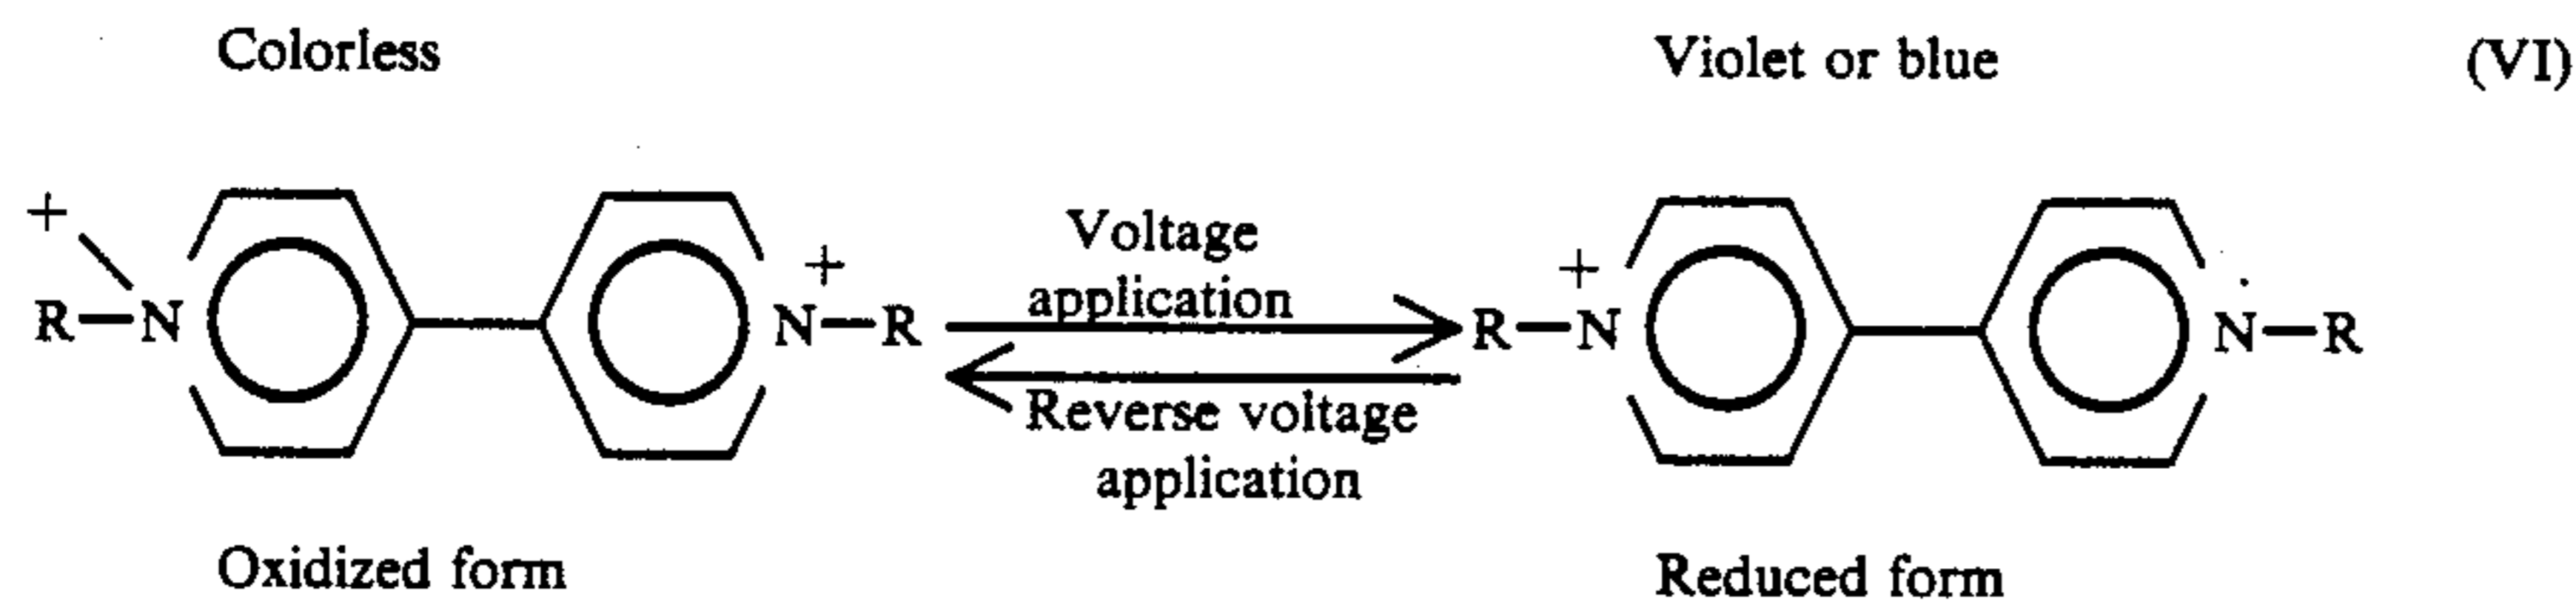 Colorless
Violet or blue
(VI)
+
R—N
+
N—R
Voltage
application
Reverse voltage
application
+
R—N
·
N—R
Oxidized form
Reduced form